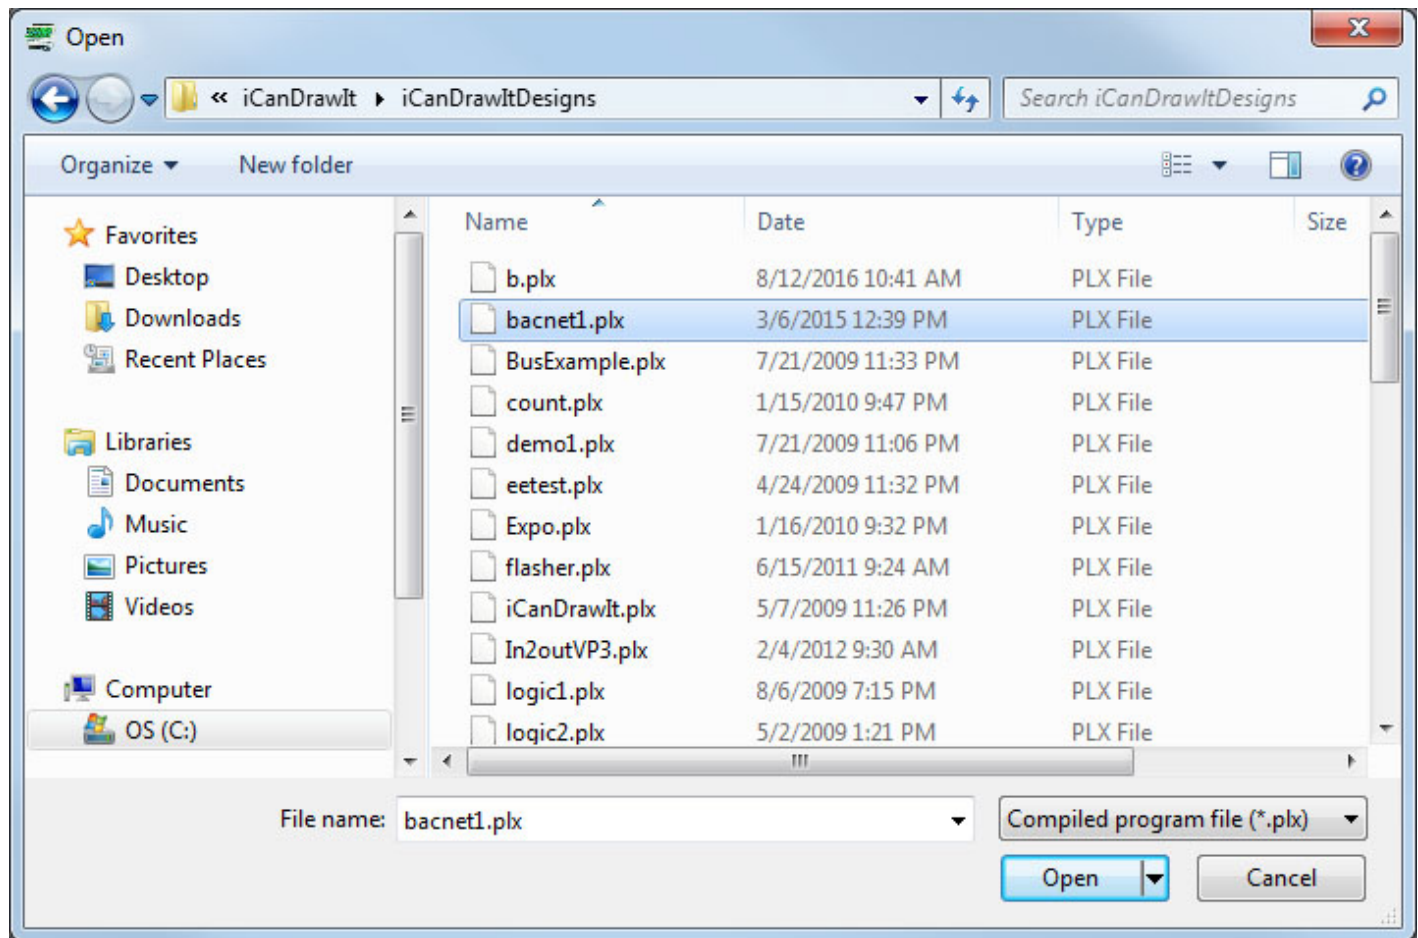 Open
« iCanDrawIt iCanDrawItDesigns Search iCanDrawItDesigns
Organize New folder
Name Date Type Size
Favorites
Desktop
Downloads
Recent Places
Libraries
Documents
Music
Pictures
Videos
Computer
OS (C:)
b.plx 8/12/2016 10:41 AM PLX File
bacnet1.plx 3/6/2015 12:39 PM PLX File
BusExample.plx 7/21/2009 11:33 PM PLX File
count.plx 1/15/2010 9:47 PM PLX File
demo1.plx 7/21/2009 11:06 PM PLX File
eetest.plx 4/24/2009 11:32 PM PLX File
Expo.plx 1/16/2010 9:32 PM PLX File
flasher.plx 6/15/2011 9:24 AM PLX File
iCanDrawIt.plx 5/7/2009 11:26 PM PLX File
In2outVP3.plx 2/4/2012 9:30 AM PLX File
logic1.plx 8/6/2009 7:15 PM PLX File
logic2.plx 5/2/2009 1:21 PM PLX File
File name: bacnet1.plx Compiled program file (*.plx)
Open Cancel